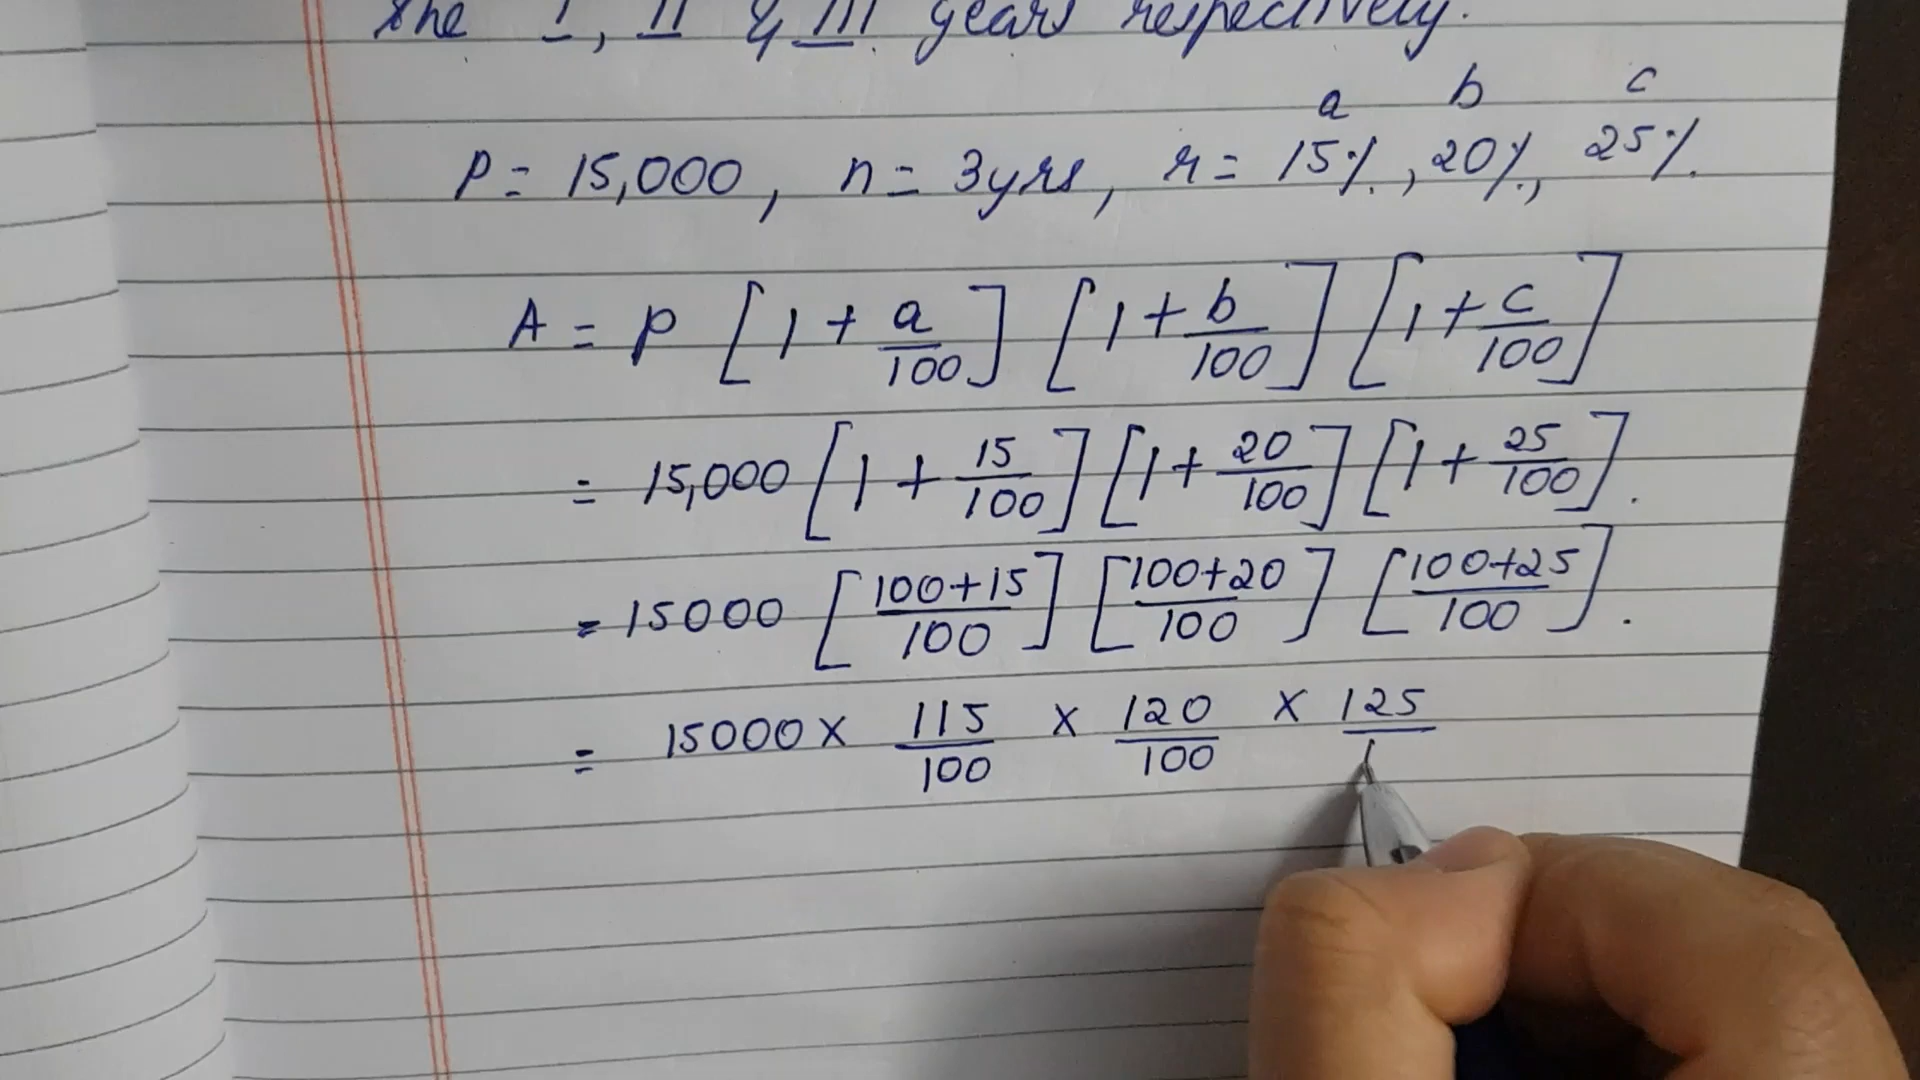 the I, II & III years respectively.
a b c
P = 15,000, n = 3yrs, r = 15%, 20%, 25%.
A = P [1 + a/100] [1 + b/100] [1 + c/100]
= 15,000 [1 + 15/100] [1 + 20/100] [1 + 25/100].
= 15000 [100+15/100] [100+20/100] [100+25/100].
= 15000 × 115/100 × 120/100 × 125/1